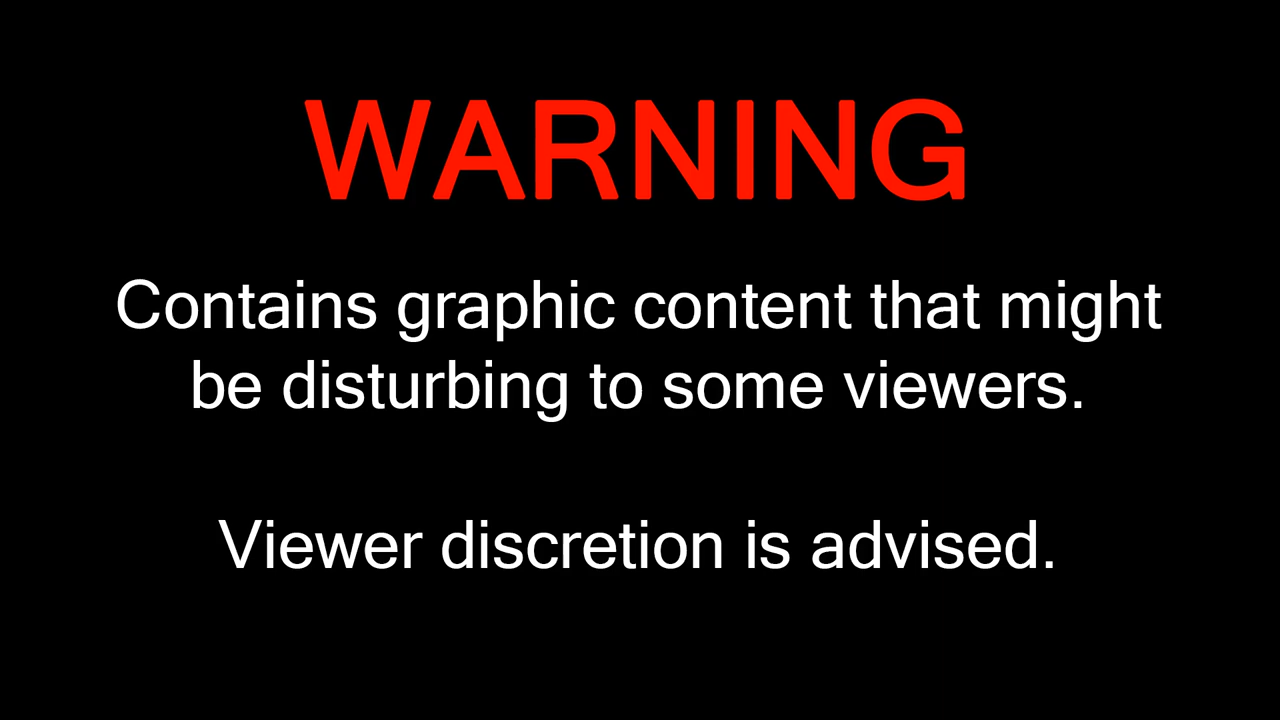 WARNING
Contains graphic content that might
be disturbing to some viewers.
Viewer discretion is advised.